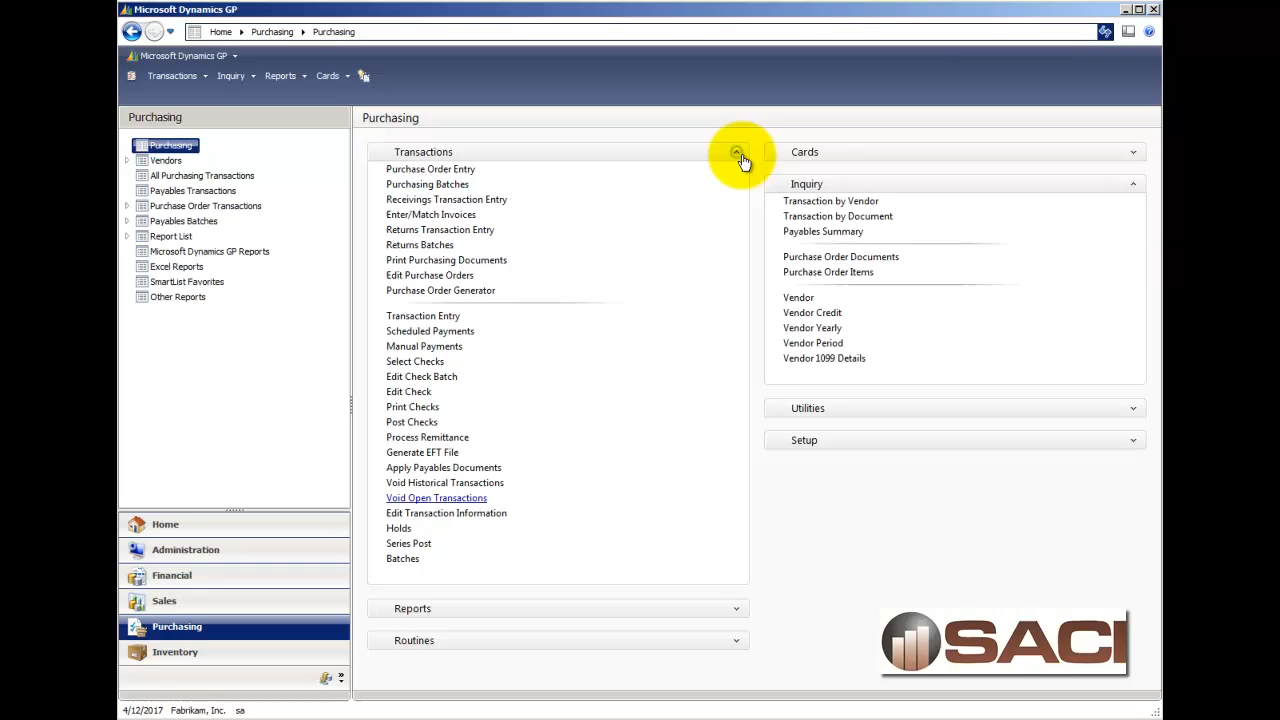 Microsoft Dynamics GP
Home Purchasing Purchasing
Microsoft Dynamics GP
Transactions Inquiry Reports Cards
Purchasing
Purchasing
Vendors
All Purchasing Transactions
Payables Transactions
Purchase Order Transactions
Payables Batches
Report List
Microsoft Dynamics GP Reports
Excel Reports
SmartList Favorites
Other Reports
Home
Administration
Financial
Sales
Purchasing
Inventory
Purchasing
Transactions
Purchase Order Entry
Purchasing Batches
Receivings Transaction Entry
Enter/Match Invoices
Returns Transaction Entry
Returns Batches
Print Purchasing Documents
Edit Purchase Orders
Purchase Order Generator
Transaction Entry
Scheduled Payments
Manual Payments
Select Checks
Edit Check Batch
Edit Check
Print Checks
Post Checks
Process Remittance
Generate EFT File
Apply Payables Documents
Void Historical Transactions
Void Open Transactions
Edit Transaction Information
Holds
Series Post
Batches
Reports
Routines
Cards
Inquiry
Transaction by Vendor
Transaction by Document
Payables Summary
Purchase Order Documents
Purchase Order Items
Vendor
Vendor Credit
Vendor Yearly
Vendor Period
Vendor 1099 Details
Utilities
Setup
SACI
4/12/2017 Fabrikam, Inc. sa